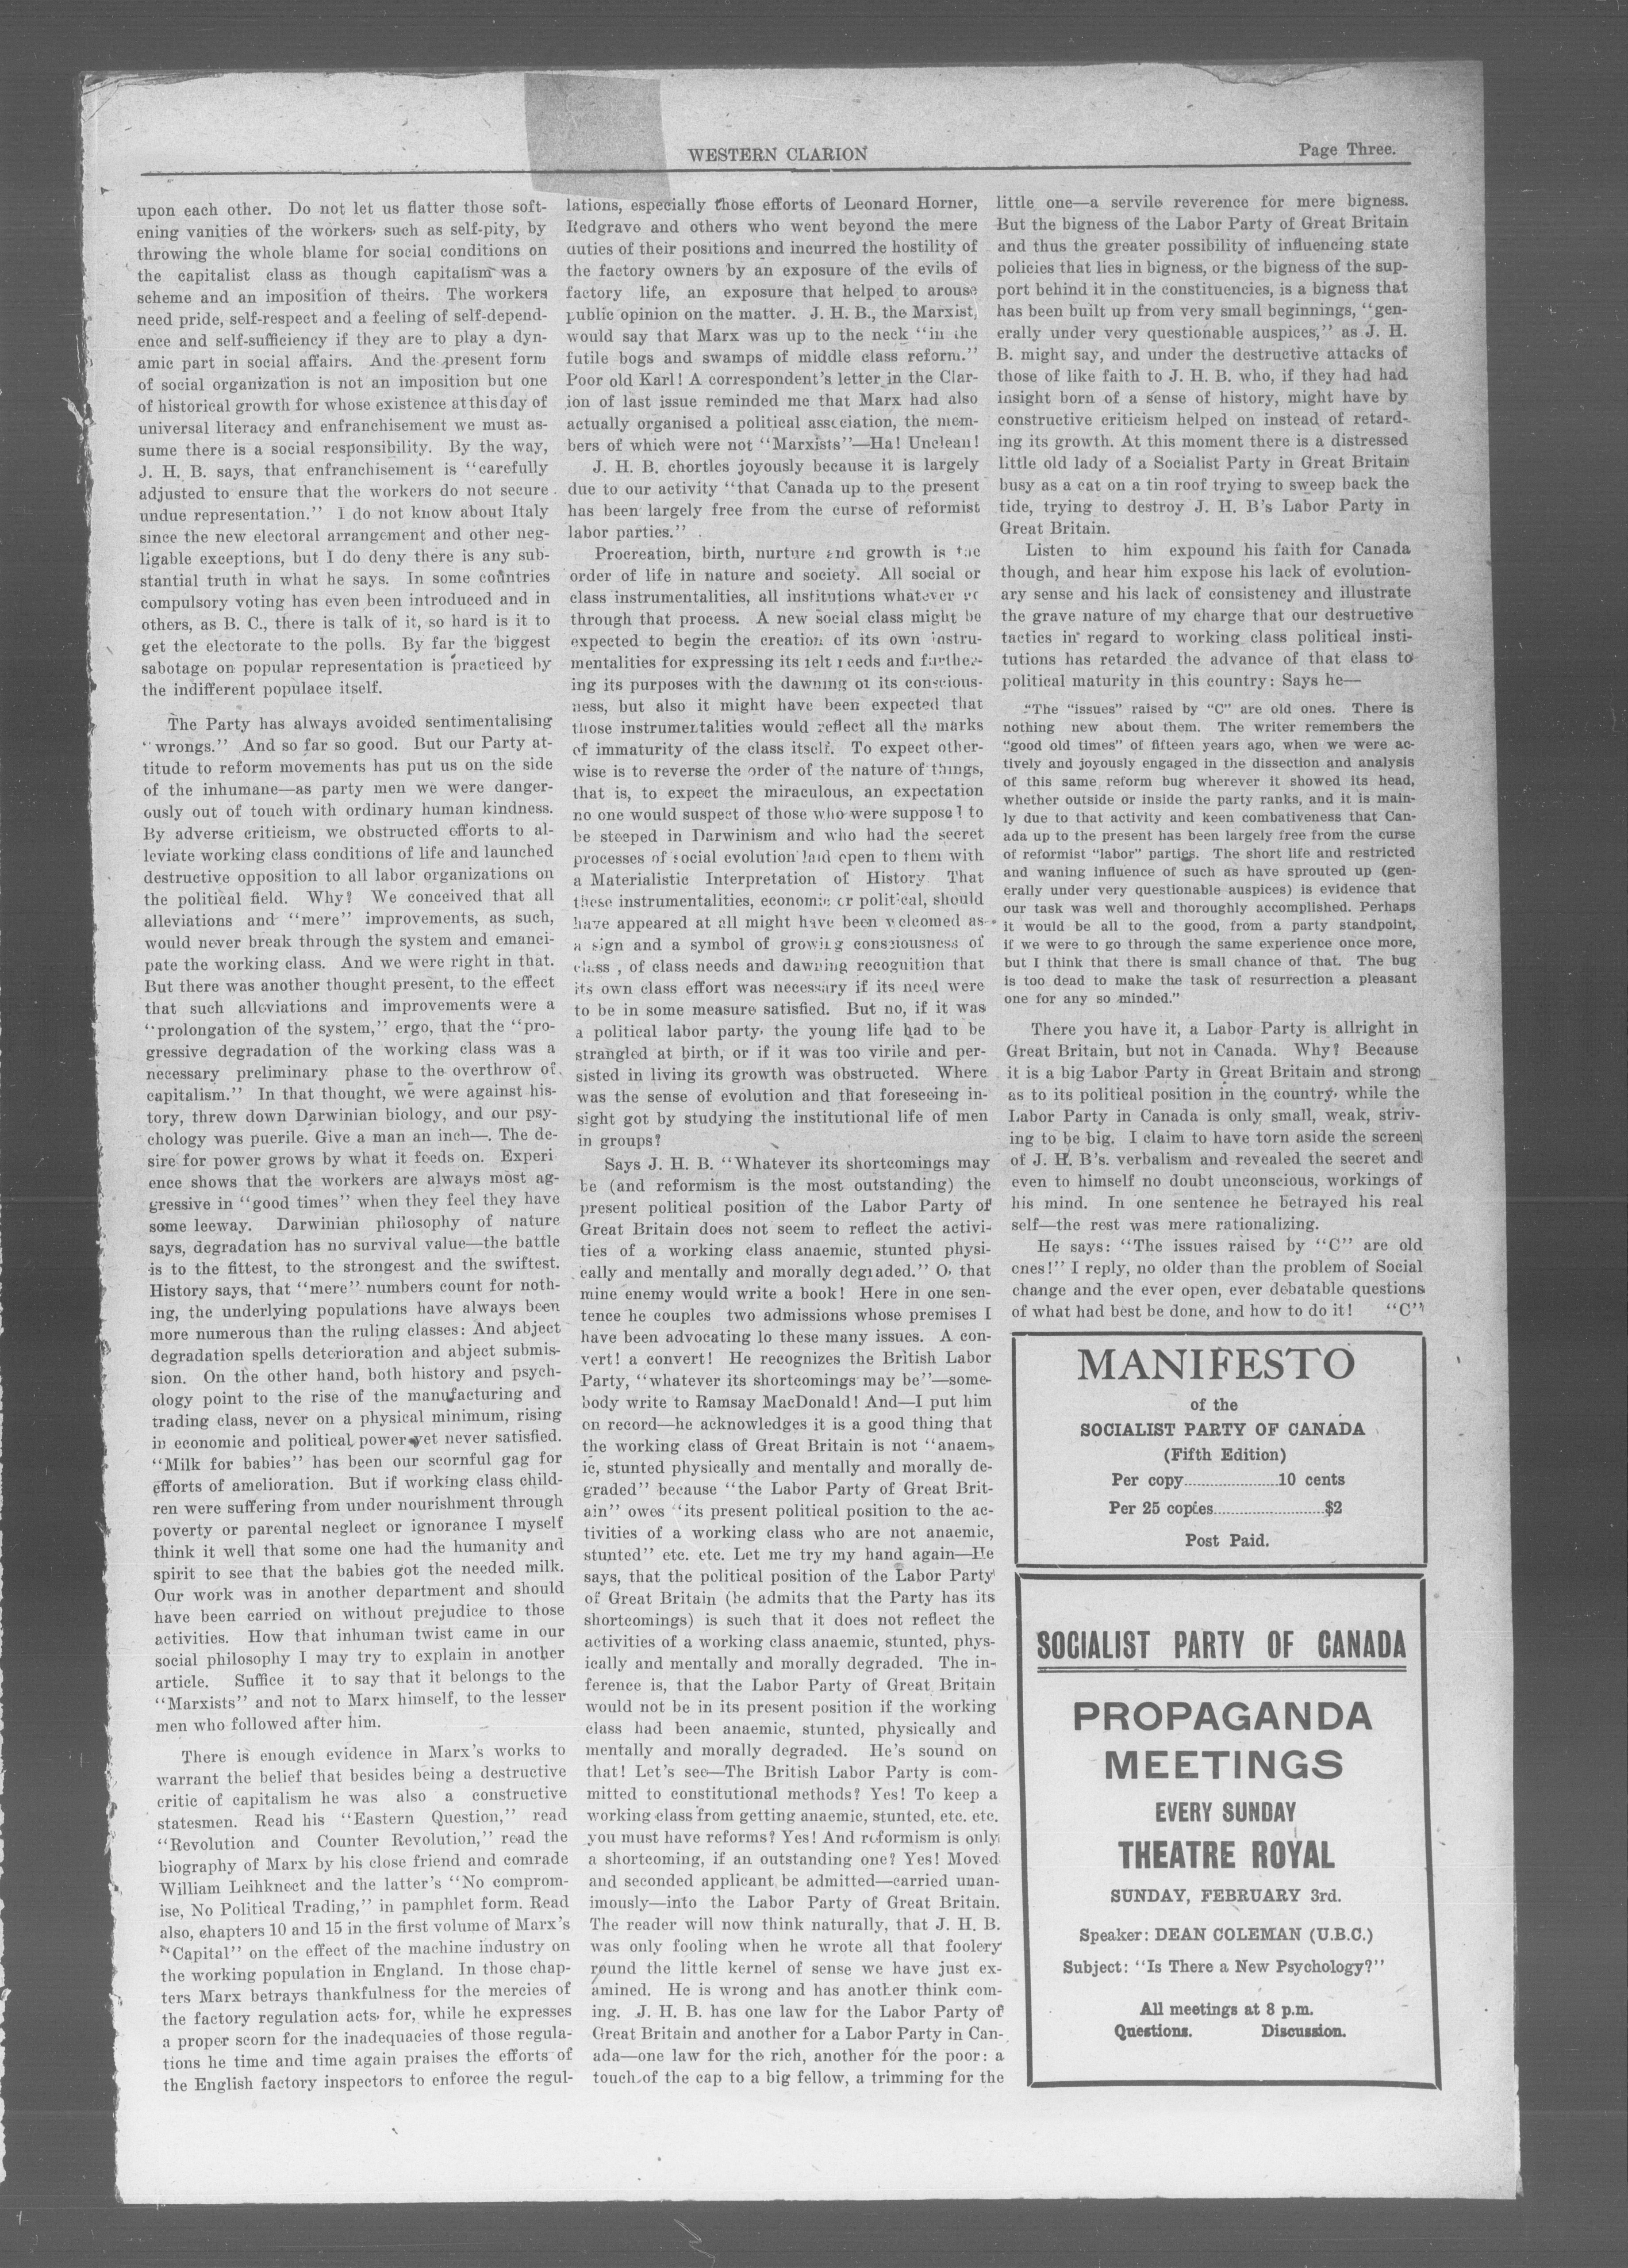 WESTERN CLARION
Page Three.
upon each other. Do not let us flatter those soft-
ening vanities of the workers, such as self-pity, by
throwing the whole blame for social conditions on
the capitalist class as though capitalism was a
scheme and an imposition of theirs. The workers
need pride, self-respect and a feeling of self-depend-
ence and self-sufficiency if they are to play a dyn-
amic part in social affairs. And the present form
of social organization is not an imposition but one
of historical growth for whose existence at this day of
universal literacy and enfranchisement we must as-
sume there is a social responsibility. By the way,
J. H. B. says, that enfranchisement is "carefully
adjusted to ensure that the workers do not secure
undue representation." I do not know about Italy
since the new electoral arrangement and other neg-
ligable exceptions, but I do deny there is any sub-
stantial truth in what he says. In some countries
compulsory voting has even been introduced and in
others, as B. C., there is talk of it, so hard is it to
get the electorate to the polls. By far the biggest
sabotage on popular representation is practiced by
the indifferent populace itself.
The Party has always avoided sentimentalising
"wrongs." And so far so good. But our Party at-
titude to reform movements has put us on the side
of the inhumane—as party men we were danger-
ously out of touch with ordinary human kindness.
By adverse criticism, we obstructed efforts to al-
leviate working class conditions of life and launched
destructive opposition to all labor organizations on
the political field. Why? We conceived that all
alleviations and "mere" improvements, as such,
would never break through the system and emanci-
pate the working class. And we were right in that.
But there was another thought present, to the effect
that such alleviations and improvements were a
"prolongation of the system," ergo, that the "pro-
gressive degradation of the working class was a
necessary preliminary phase to the overthrow of
capitalism." In that thought, we were against his-
tory, threw down Darwinian biology, and our psy-
chology was puerile. Give a man an inch—. The de-
sire for power grows by what it feeds on. Experi
ence shows that the workers are always most ag-
gressive in "good times" when they feel they have
some leeway. Darwinian philosophy of nature
says, degradation has no survival value—the battle
is to the fittest, to the strongest and the swiftest.
History says, that "mere" numbers count for noth-
ing, the underlying populations have always been
more numerous than the ruling classes: And abject
degradation spells deterioration and abject submis-
sion. On the other hand, both history and psych-
ology point to the rise of the manufacturing and
trading class, never on a physical minimum, rising
in economic and political power yet never satisfied.
"Milk for babies" has been our scornful gag for
efforts of amelioration. But if working class child-
ren were suffering from under nourishment through
poverty or parental neglect or ignorance I myself
think it well that some one had the humanity and
spirit to see that the babies got the needed milk.
Our work was in another department and should
have been carried on without prejudice to those
activities. How that inhuman twist came in our
social philosophy I may try to explain in another
article. Suffice it to say that it belongs to the
"Marxists" and not to Marx himself, to the lesser
men who followed after him.
There is enough evidence in Marx's works to
warrant the belief that besides being a destructive
critic of capitalism he was also a constructive
statesmen. Read his "Eastern Question," read
"Revolution and Counter Revolution," read the
biography of Marx by his close friend and comrade
William Leihknect and the latter's "No comprom-
ise, No Political Trading," in pamphlet form. Read
also, chapters 10 and 15 in the first volume of Marx's
"Capital" on the effect of the machine industry on
the working population in England. In those chap-
ters Marx betrays thankfulness for the mercies of
the factory regulation acts, for, while he expresses
a proper scorn for the inadequacies of those regula-
tions he time and time again praises the efforts of
the English factory inspectors to enforce the regul-
lations, especially those efforts of Leonard Horner,
Redgrave and others who went beyond the mere
duties of their positions and incurred the hostility of
the factory owners by an exposure of the evils of
factory life, an exposure that helped to arouse
public opinion on the matter. J. H. B., the Marxist,
would say that Marx was up to the neck "in the
futile bogs and swamps of middle class reform."
Poor old Karl! A correspondent's letter in the Clar-
ion of last issue reminded me that Marx had also
actually organised a political association, the mem-
bers of which were not "Marxists"—Ha! Unclean!
J. H. B. chortles joyously because it is largely
due to our activity "that Canada up to the present
has been largely free from the curse of reformist
labor parties."
Procreation, birth, nurture and growth is the
order of life in nature and society. All social or
class instrumentalities, all institutions whatever go
through that process. A new social class might be
expected to begin the creation of its own instru-
mentalities for expressing its felt needs and further-
ing its purposes with the dawning of its conscious-
ness, but also it might have been expected that
those instrumentalities would reflect all the marks
of immaturity of the class itself. To expect other-
wise is to reverse the order of the nature of things,
that is, to expect the miraculous, an expectation
no one would suspect of those who were supposed to
be steeped in Darwinism and who had the secret
processes of social evolution laid open to them with
a Materialistic Interpretation of History. That
these instrumentalities, economic or political, should
have appeared at all might have been welcomed as
a sign and a symbol of growing consciousness of
class , of class needs and dawning recognition that
its own class effort was necessary if its need were
to be in some measure satisfied. But no, if it was
a political labor party, the young life had to be
strangled at birth, or if it was too virile and per-
sisted in living its growth was obstructed. Where
was the sense of evolution and that foreseeing in-
sight got by studying the institutional life of men
in groups?
Says J. H. B. "Whatever its shortcomings may
be (and reformism is the most outstanding) the
present political position of the Labor Party of
Great Britain does not seem to reflect the activi-
ties of a working class anaemic, stunted physi-
cally and mentally and morally degraded." O, that
mine enemy would write a book! Here in one sen-
tence he couples two admissions whose premises I
have been advocating lo these many issues. A con-
vert! a convert! He recognizes the British Labor
Party, "whatever its shortcomings may be"—some-
body write to Ramsay MacDonald! And—I put him
on record—he acknowledges it is a good thing that
the working class of Great Britain is not "anaem-
ic, stunted physically and mentally and morally de-
graded" because "the Labor Party of Great Brit-
ain" owes "its present political position to the ac-
tivities of a working class who are not anaemic,
stunted" etc. etc. Let me try my hand again—He
says, that the political position of the Labor Party
of Great Britain (he admits that the Party has its
shortcomings) is such that it does not reflect the
activities of a working class anaemic, stunted, phys-
ically and mentally and morally degraded. The in-
ference is, that the Labor Party of Great Britain
would not be in its present position if the working
class had been anaemic, stunted, physically and
mentally and morally degraded. He's sound on
that! Let's see—The British Labor Party is com-
mitted to constitutional methods? Yes! To keep a
working class from getting anaemic, stunted, etc. etc.
you must have reforms? Yes! And reformism is only
a shortcoming, if an outstanding one? Yes! Moved
and seconded applicant be admitted—carried unan-
imously—into the Labor Party of Great Britain.
The reader will now think naturally, that J. H. B.
was only fooling when he wrote all that foolery
round the little kernel of sense we have just ex-
amined. He is wrong and has another think com-
ing. J. H. B. has one law for the Labor Party of
Great Britain and another for a Labor Party in Can-
ada—one law for the rich, another for the poor: a
touch of the cap to a big fellow, a trimming for the
little one—a servile reverence for mere bigness.
But the bigness of the Labor Party of Great Britain
and thus the greater possibility of influencing state
policies that lies in bigness, or the bigness of the sup-
port behind it in the constituencies, is a bigness that
has been built up from very small beginnings, "gen-
erally under very questionable auspices," as J. H.
B. might say, and under the destructive attacks of
those of like faith to J. H. B. who, if they had had
insight born of a sense of history, might have by
constructive criticism helped on instead of retard-
ing its growth. At this moment there is a distressed
little old lady of a Socialist Party in Great Britain
busy as a cat on a tin roof trying to sweep back the
tide, trying to destroy J. H. B's Labor Party in
Great Britain.
Listen to him expound his faith for Canada
though, and hear him expose his lack of evolution-
ary sense and his lack of consistency and illustrate
the grave nature of my charge that our destructive
tactics in regard to working class political insti-
tutions has retarded the advance of that class to
political maturity in this country: Says he—
"The "issues" raised by "C" are old ones. There is
nothing new about them. The writer remembers the
"good old times" of fifteen years ago, when we were ac-
tively and joyously engaged in the dissection and analysis
of this same reform bug wherever it showed its head,
whether outside or inside the party ranks, and it is main-
ly due to that activity and keen combativeness that Can-
ada up to the present has been largely free from the curse
of reformist "labor" parties. The short life and restricted
and waning influence of such as have sprouted up (gen-
erally under very questionable auspices) is evidence that
our task was well and thoroughly accomplished. Perhaps
it would be all to the good, from a party standpoint,
if we were to go through the same experience once more,
but I think that there is small chance of that. The bug
is too dead to make the task of resurrection a pleasant
one for any so minded."
There you have it, a Labor Party is allright in
Great Britain, but not in Canada. Why? Because
it is a big Labor Party in Great Britain and strong
as to its political position in the country, while the
Labor Party in Canada is only small, weak, striv-
ing to be big. I claim to have torn aside the screen
of J. H. B's. verbalism and revealed the secret and
even to himself no doubt unconscious, workings of
his mind. In one sentence he betrayed his real
self—the rest was mere rationalizing.
He says: "The issues raised by "C" are old
ones!" I reply, no older than the problem of Social
change and the ever open, ever debatable questions
of what had best be done, and how to do it! "C"
MANIFESTO
of the
SOCIALIST PARTY OF CANADA
(Fifth Edition)
Per copy......................10 cents
Per 25 copies..........................$2
Post Paid.
SOCIALIST PARTY OF CANADA
PROPAGANDA
MEETINGS
EVERY SUNDAY
THEATRE ROYAL
SUNDAY, FEBRUARY 3rd.
Speaker: DEAN COLEMAN (U.B.C.)
Subject: "Is There a New Psychology?"
All meetings at 8 p.m.
Questions. Discussion.